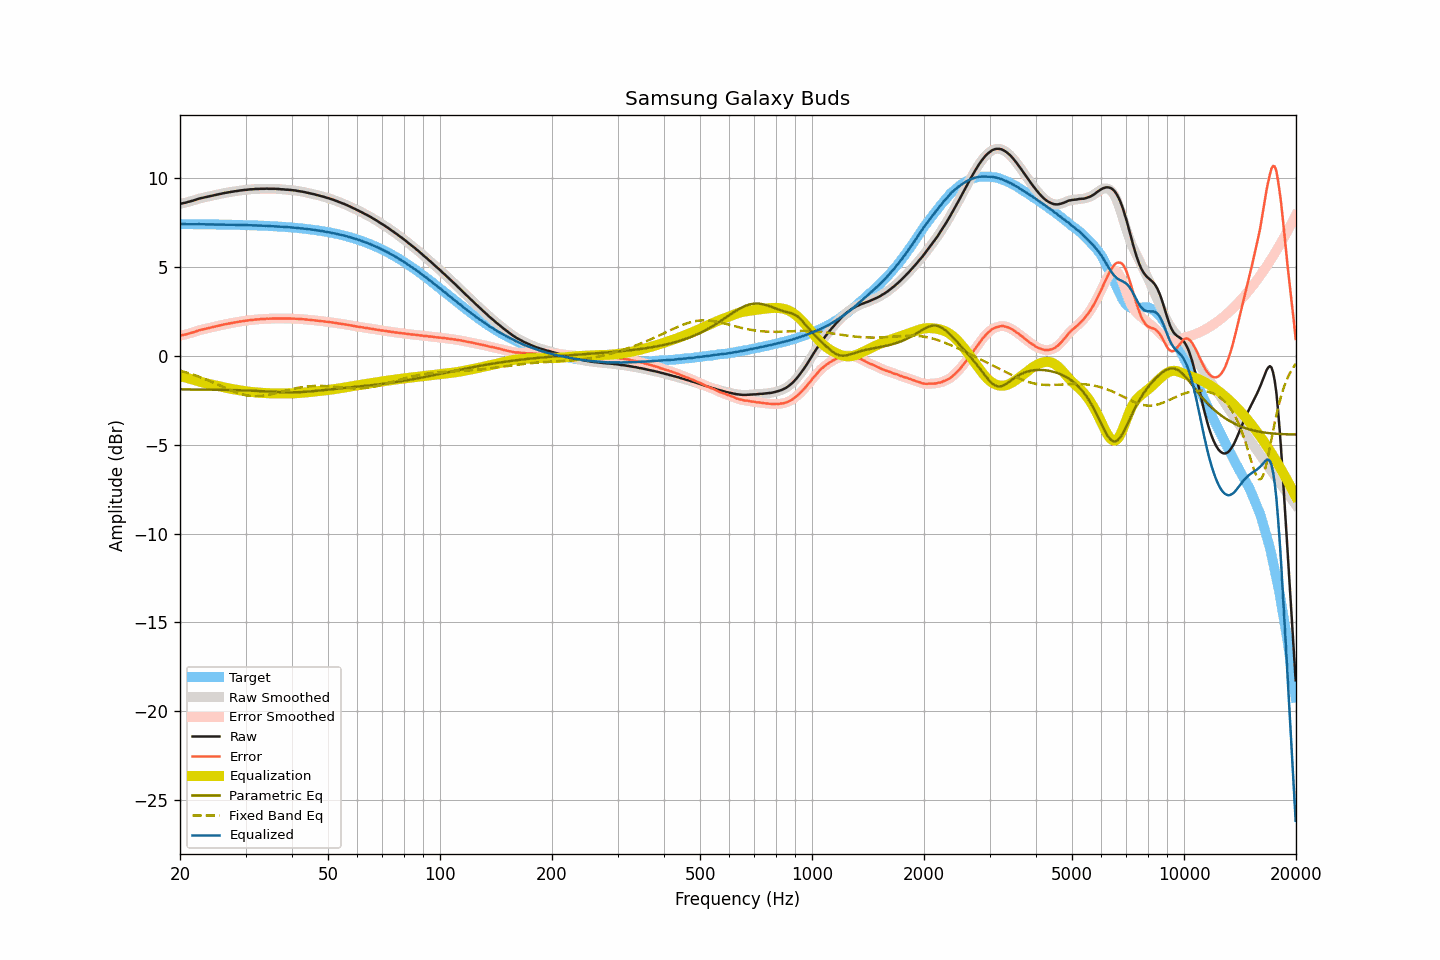 Samsung Galaxy Buds
10
5
0
−5
−10
−15
−20
−25
Amplitude (dBr)
Target
Raw Smoothed
Error Smoothed
Raw
Error
Equalization
Parametric Eq
Fixed Band Eq
Equalized
20 50 100 200 500 1000 2000 5000 10000 20000
Frequency (Hz)